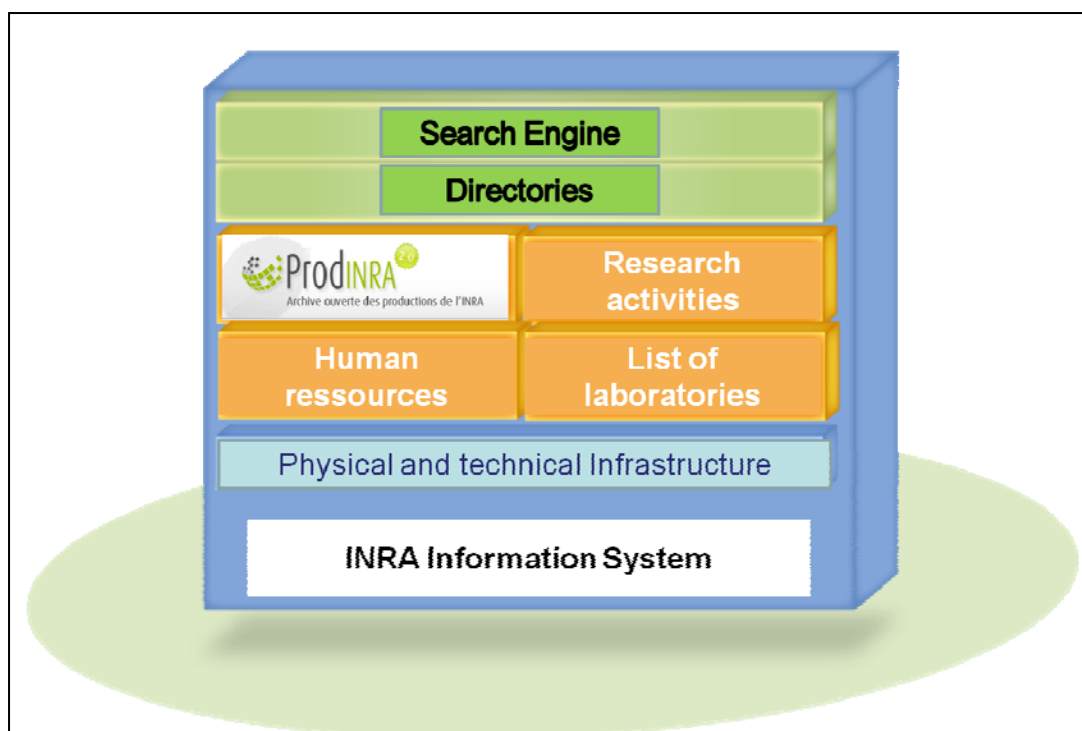 Search Engine
Directories
ProdINRA 2.0
Archive ouverte des productions de l'INRA
Research
activities
Human
ressources
List of
laboratories
Physical and technical Infrastructure
INRA Information System